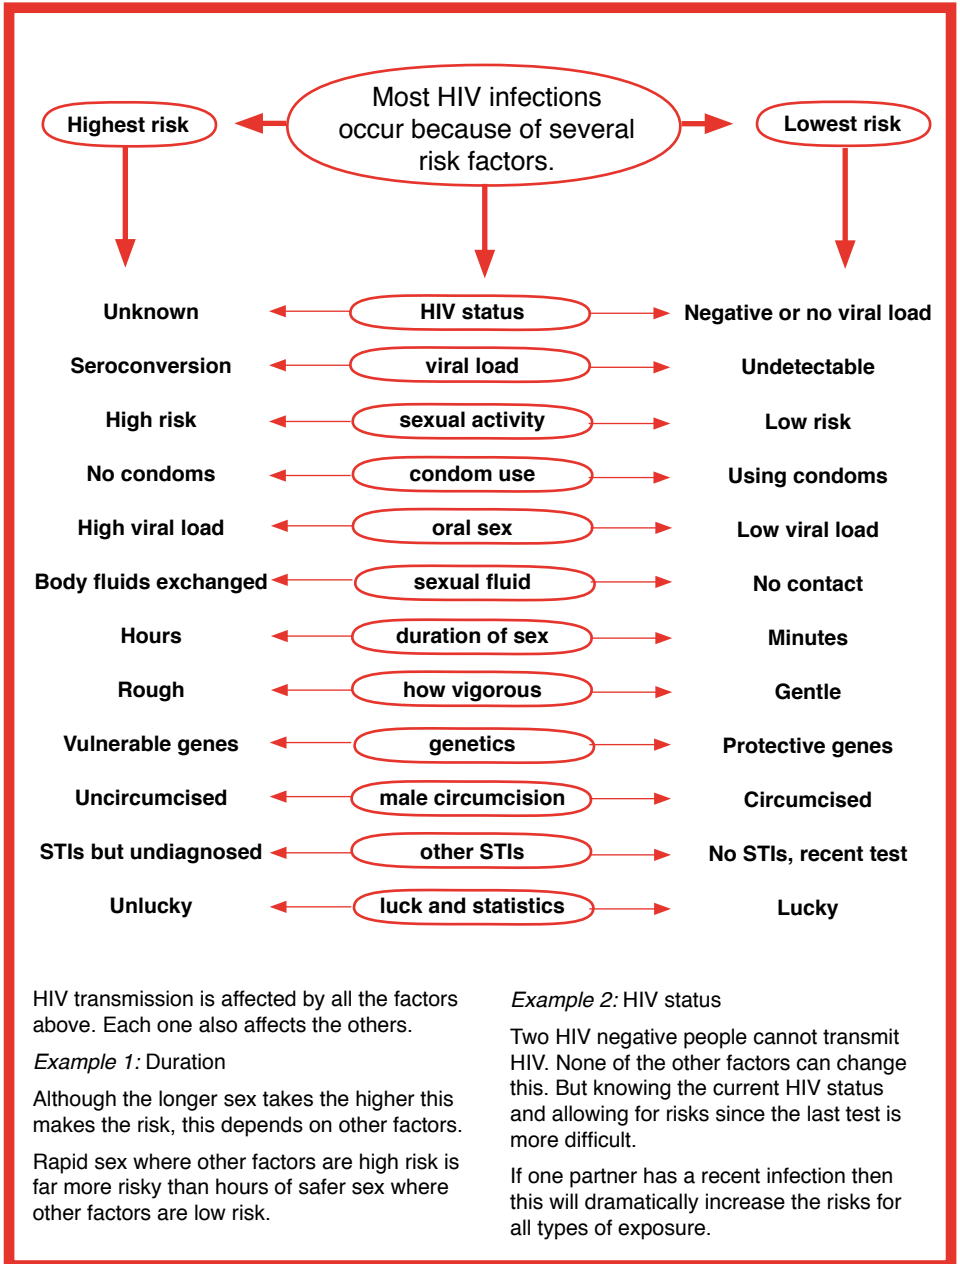 Most HIV infections
occur because of several
risk factors.
Highest risk
Lowest risk
Unknown HIV status Negative or no viral load
Seroconversion viral load Undetectable
High risk sexual activity Low risk
No condoms condom use Using condoms
High viral load oral sex Low viral load
Body fluids exchanged sexual fluid No contact
Hours duration of sex Minutes
Rough how vigorous Gentle
Vulnerable genes genetics Protective genes
Uncircumcised male circumcision Circumcised
STIs but undiagnosed other STIs No STIs, recent test
Unlucky luck and statistics Lucky
HIV transmission is affected by all the factors
above. Each one also affects the others.
Example 1: Duration
Although the longer sex takes the higher this
makes the risk, this depends on other factors.
Rapid sex where other factors are high risk is
far more risky than hours of safer sex where
other factors are low risk.
Example 2: HIV status
Two HIV negative people cannot transmit
HIV. None of the other factors can change
this. But knowing the current HIV status
and allowing for risks since the last test is
more difficult.
If one partner has a recent infection then
this will dramatically increase the risks for
all types of exposure.